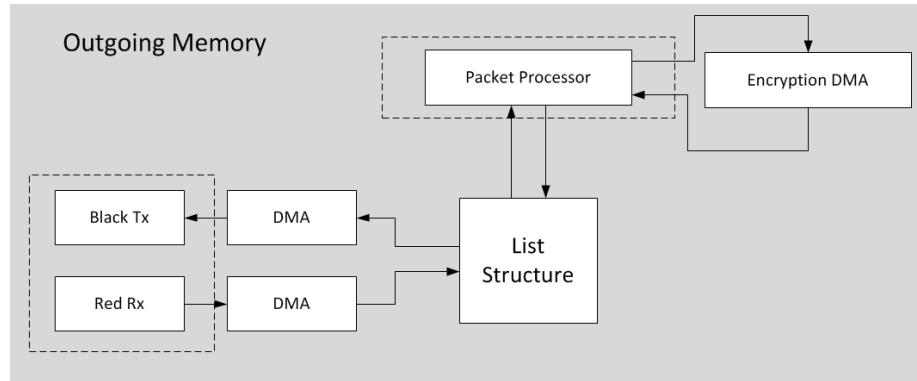 Outgoing Memory
Packet Processor
Encryption DMA
Black Tx
DMA
List
Structure
Red Rx
DMA